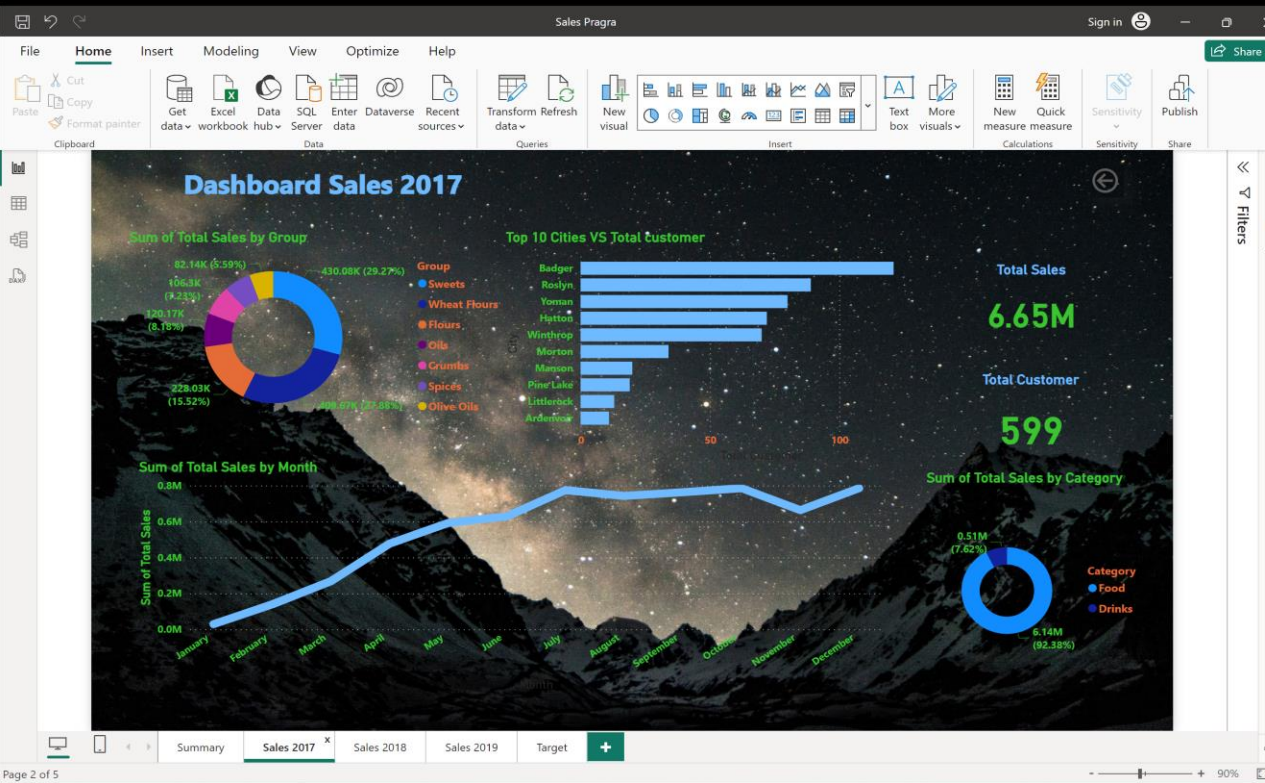 Sales Pragra
Sign in
File Home Insert Modeling View Optimize Help
Share
Paste
Cut
Copy
Format painter
Get data
Excel workbook
Data hub
SQL Server
Enter data
Dataverse
Recent sources
Transform data
Refresh
New visual
Text box
More visuals
New measure
Quick measure
Sensitivity
Publish
Clipboard
Data
Queries
Insert
Calculations
Sensitivity
Share
Filters
Dashboard Sales 2017
Sum of Total Sales by Group
82.14K (5.59%)
106.3K
(7.23%)
120.17K
(8.18%)
228.03K
(15.52%)
430.08K (29.27%)
409.67K (27.88%)
Group
Sweets
Wheat Flours
Flours
Oils
Crumbs
Spices
Olive Oils
Top 10 Cities VS Total customer
City
Badger
Roslyn
Yoman
Hatton
Winthrop
Morton
Manson
Pine Lake
Littlerock
Ardenvoir
0 50 100
Total Sales
6.65M
Total Customer
599
Sum of Total Sales by Month
Sum of Total Sales
0.8M
0.6M
0.4M
0.2M
0.0M
January February March April May June July August September October November December
Month
Sum of Total Sales by Category
0.51M
(7.62%)
6.14M
(92.38%)
Category
Food
Drinks
Summary Sales 2017 x Sales 2018 Sales 2019 Target +
Page 2 of 5
- + 90%